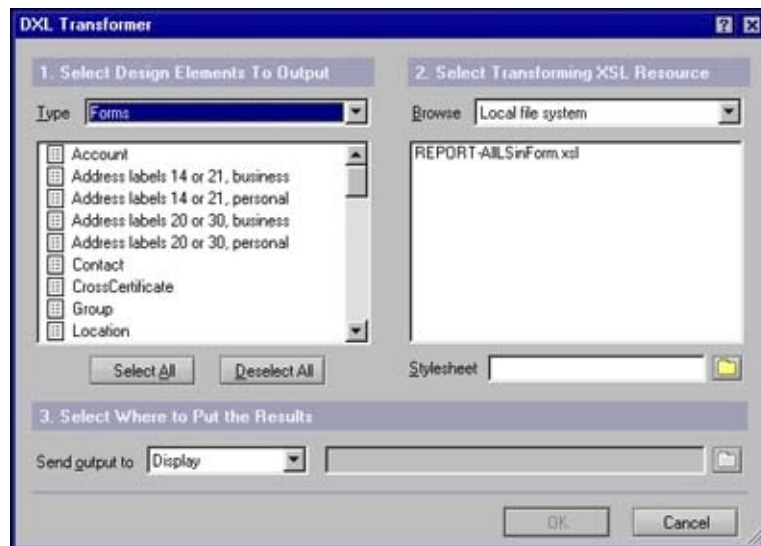 DXL Transformer
1. Select Design Elements To Output
Type Forms
Account
Address labels 14 or 21, business
Address labels 14 or 21, personal
Address labels 20 or 30, business
Address labels 20 or 30, personal
Contact
CrossCertificate
Group
Location
Select All Deselect All
2. Select Transforming XSL Resource
Browse Local file system
REPORT-AllLSinForm.xsl
Stylesheet
3. Select Where to Put the Results
Send output to Display
OK Cancel